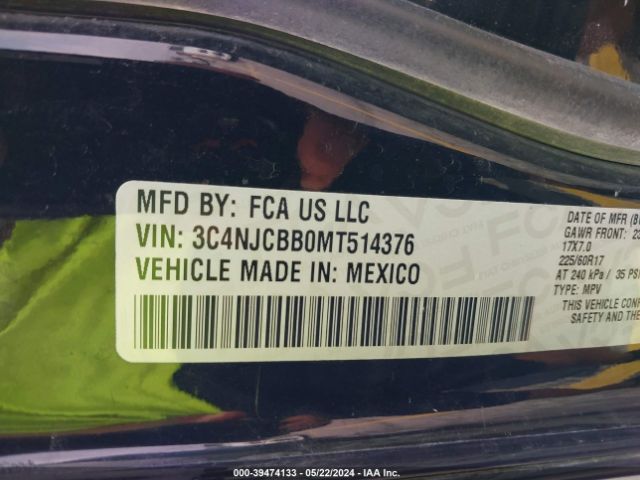 MFD BY: FCA US LLC
VIN: 3C4NJCBB0MT514376
VEHICLE MADE IN: MEXICO
DATE OF MFR
GAWR FRONT:
17X7.0
225/60R17
AT 240 kPa / 35 PSI
TYPE: MPV
THIS VEHICLE
SAFETY AND
000-39474133 - 05/22/2024 - IAA Inc.